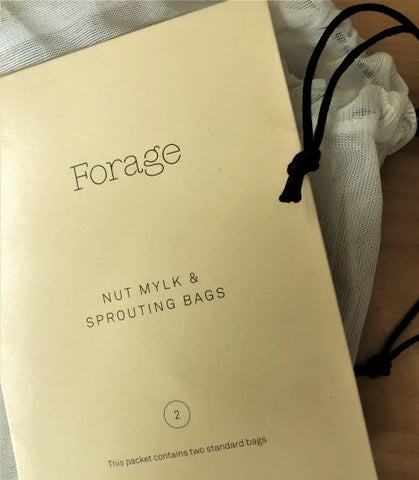 Forage
NUT MYLK &
SPROUTING BAGS
2
This packet contains two standard bags